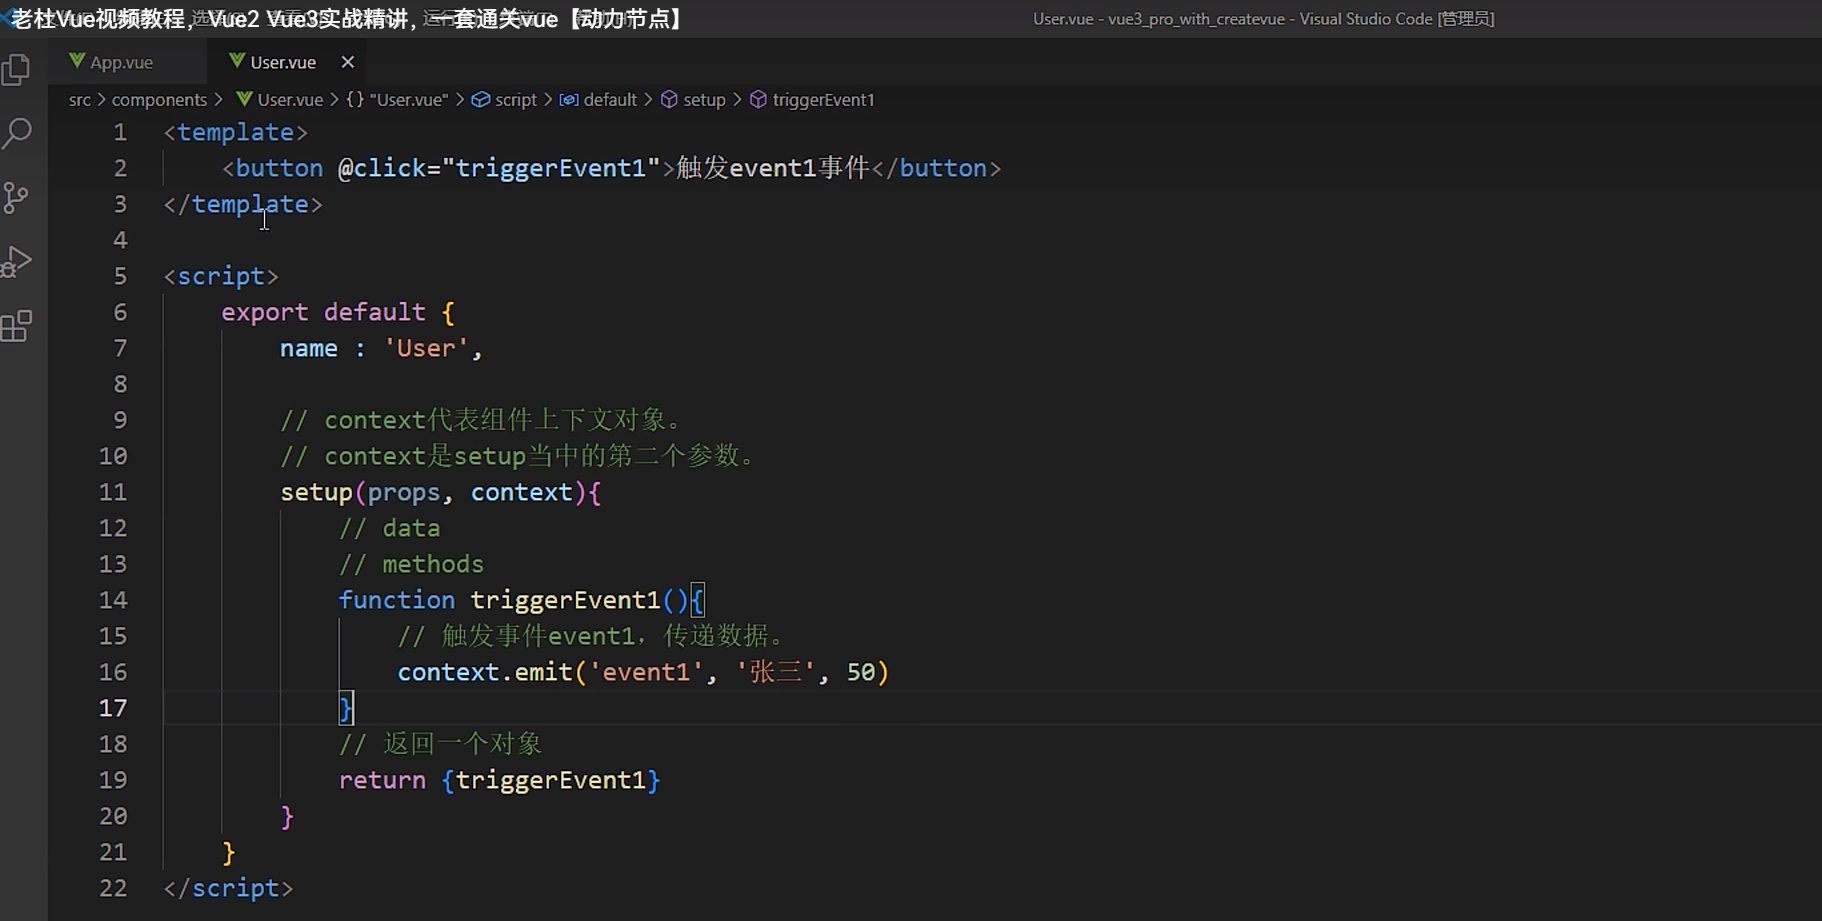 老杜Vue视频教程，Vue2 Vue3实战精讲，一套通关vue【动力节点】
User.vue - vue3_pro_with_createvue - Visual Studio Code [管理员]
App.vue User.vue ×
src > components > User.vue > {} "User.vue" > script > default > setup > triggerEvent1
1 <template>
2     <button @click="triggerEvent1">触发event1事件</button>
3 </template>
4
5 <script>
6     export default {
7         name : 'User',
8
9         // context代表组件上下文对象。
10         // context是setup当中的第二个参数。
11         setup(props, context){
12             // data
13             // methods
14             function triggerEvent1(){
15                 // 触发事件event1，传递数据。
16                 context.emit('event1', '张三', 50)
17             }
18             // 返回一个对象
19             return {triggerEvent1}
20         }
21     }
22 </script>